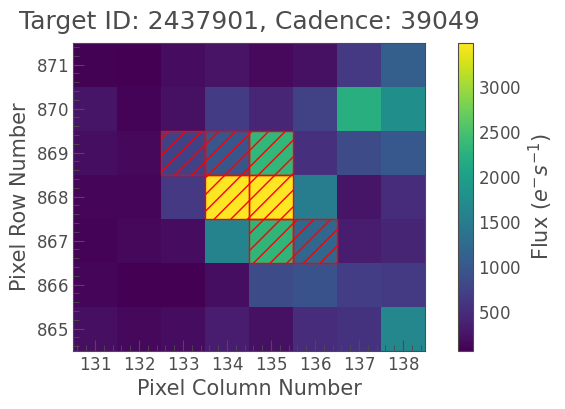 Target ID: 2437901, Cadence: 39049
871
870
869
868
867
866
865
Pixel Row Number
131 132 133 134 135 136 137 138
Pixel Column Number
3000
2500
2000
1500
1000
500
Flux (e⁻s⁻¹)